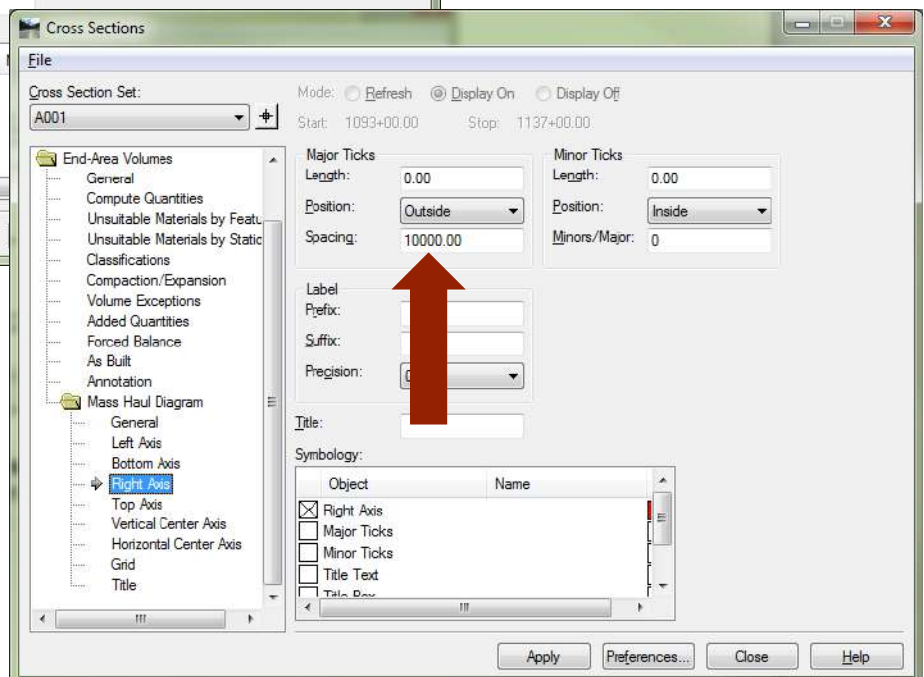 Cross Sections
File
Cross Section Set:
A001
Mode: Refresh Display On Display Off
Start: 1093+00.00 Stop: 1137+00.00
End-Area Volumes
General
Compute Quantities
Unsuitable Materials by Featu
Unsuitable Materials by Static
Classifications
Compaction/Expansion
Volume Exceptions
Added Quantities
Forced Balance
As Built
Annotation
Mass Haul Diagram
General
Left Axis
Bottom Axis
Right Axis
Top Axis
Vertical Center Axis
Horizontal Center Axis
Grid
Title
Major Ticks
Length: 0.00
Position: Outside
Spacing: 10000.00
Minor Ticks
Length: 0.00
Position: Inside
Minors/Major: 0
Label
Prefix:
Suffix:
Precision:
Title:
Symbology:
Object Name
Right Axis
Major Ticks
Minor Ticks
Title Text
Title Box
Apply Preferences... Close Help